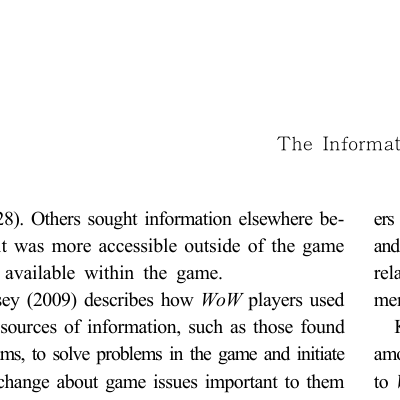 The Informat
28). Others sought information elsewhere be-
t was more accessible outside of the game
available within the game.
sey (2009) describes how WoW players used
sources of information, such as those found
ms, to solve problems in the game and initiate
change about game issues important to them
ers
and
rela
mer
K
amo
to